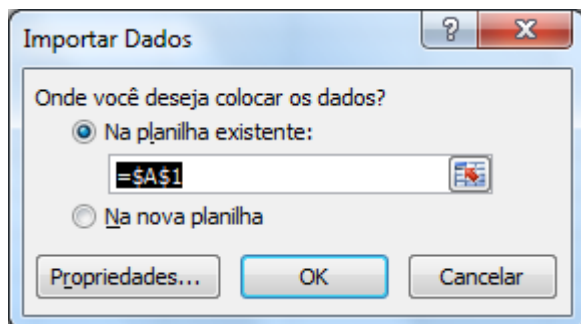 Importar Dados
Onde você deseja colocar os dados?
Na planilha existente:
=$A$1
Na nova planilha
Propriedades... OK Cancelar